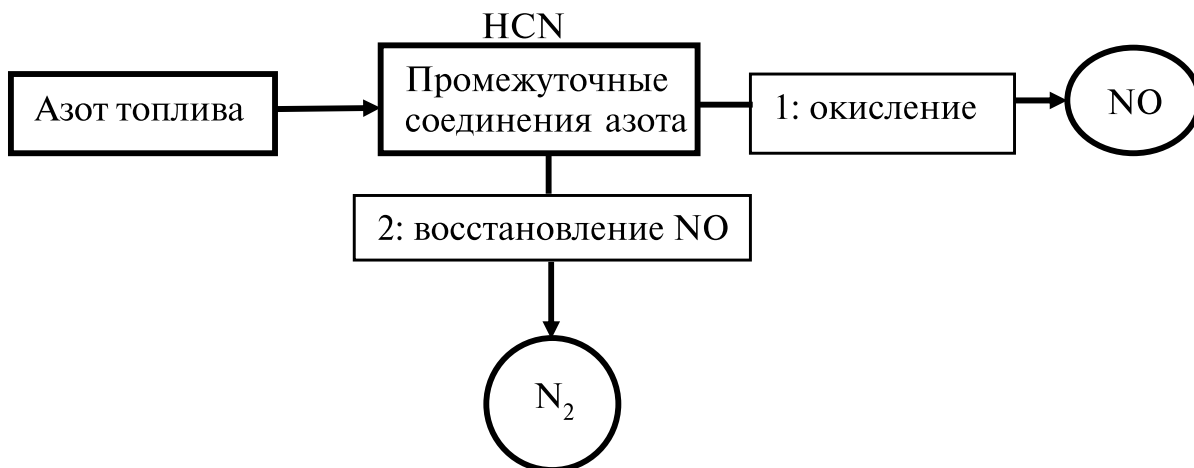 HCN
Азот топлива
Промежуточные
соединения азота
1: окисление
NO
2: восстановление NO
N₂